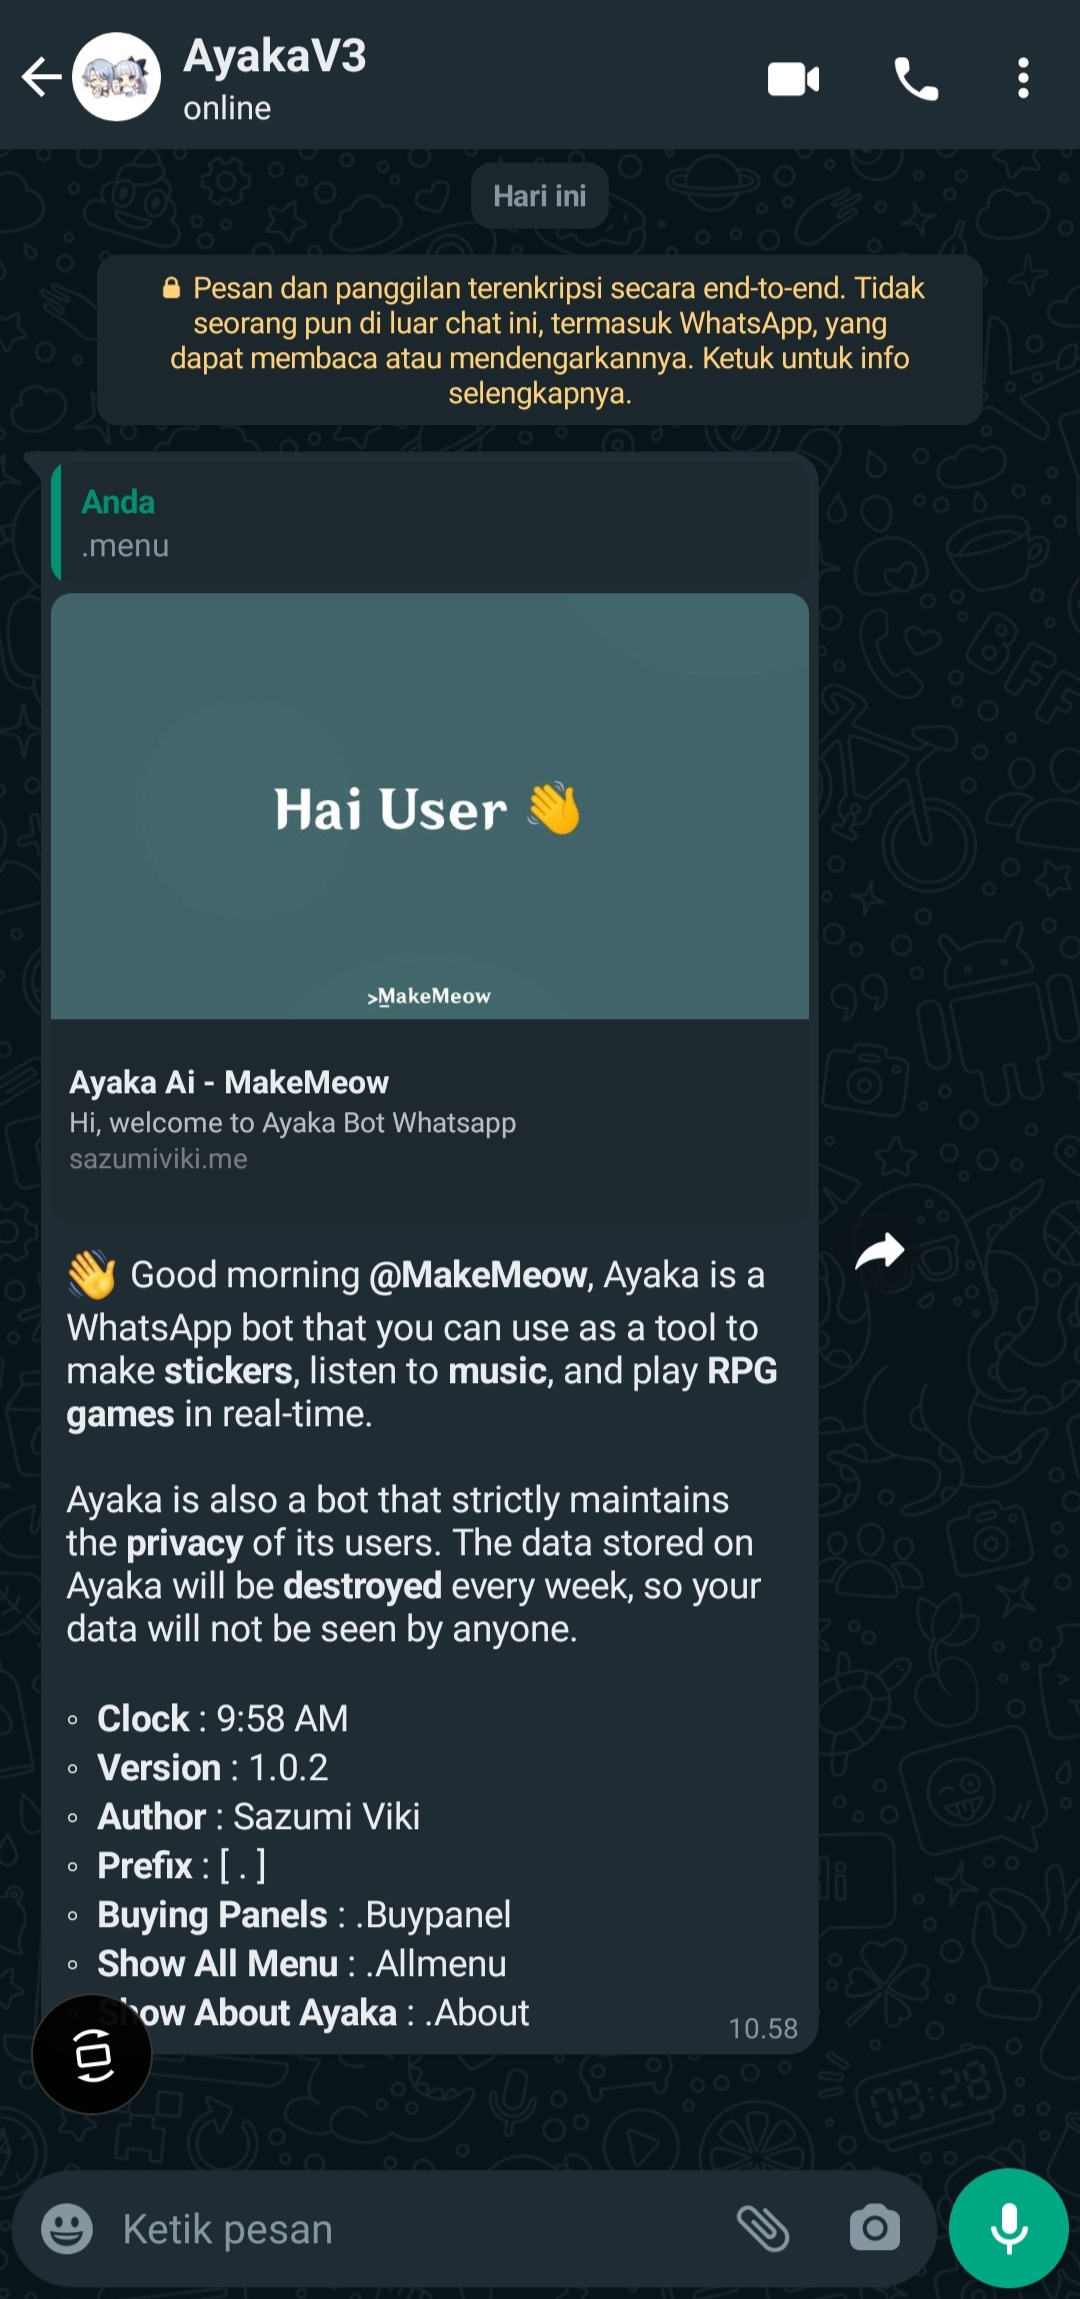 AyakaV3
online
Hari ini
Pesan dan panggilan terenkripsi secara end-to-end. Tidak
seorang pun di luar chat ini, termasuk WhatsApp, yang
dapat membaca atau mendengarkannya. Ketuk untuk info
selengkapnya.
Anda
.menu
Hai User 👋
>MakeMeow
Ayaka Ai - MakeMeow
Hi, welcome to Ayaka Bot Whatsapp
sazumiviki.me
👋 Good morning @MakeMeow, Ayaka is a
WhatsApp bot that you can use as a tool to
make stickers, listen to music, and play RPG
games in real-time.
Ayaka is also a bot that strictly maintains
the privacy of its users. The data stored on
Ayaka will be destroyed every week, so your
data will not be seen by anyone.
◦ Clock : 9:58 AM
◦ Version : 1.0.2
◦ Author : Sazumi Viki
◦ Prefix : [ . ]
◦ Buying Panels : .Buypanel
◦ Show All Menu : .Allmenu
◦ Show About Ayaka : .About
10.58
Ketik pesan